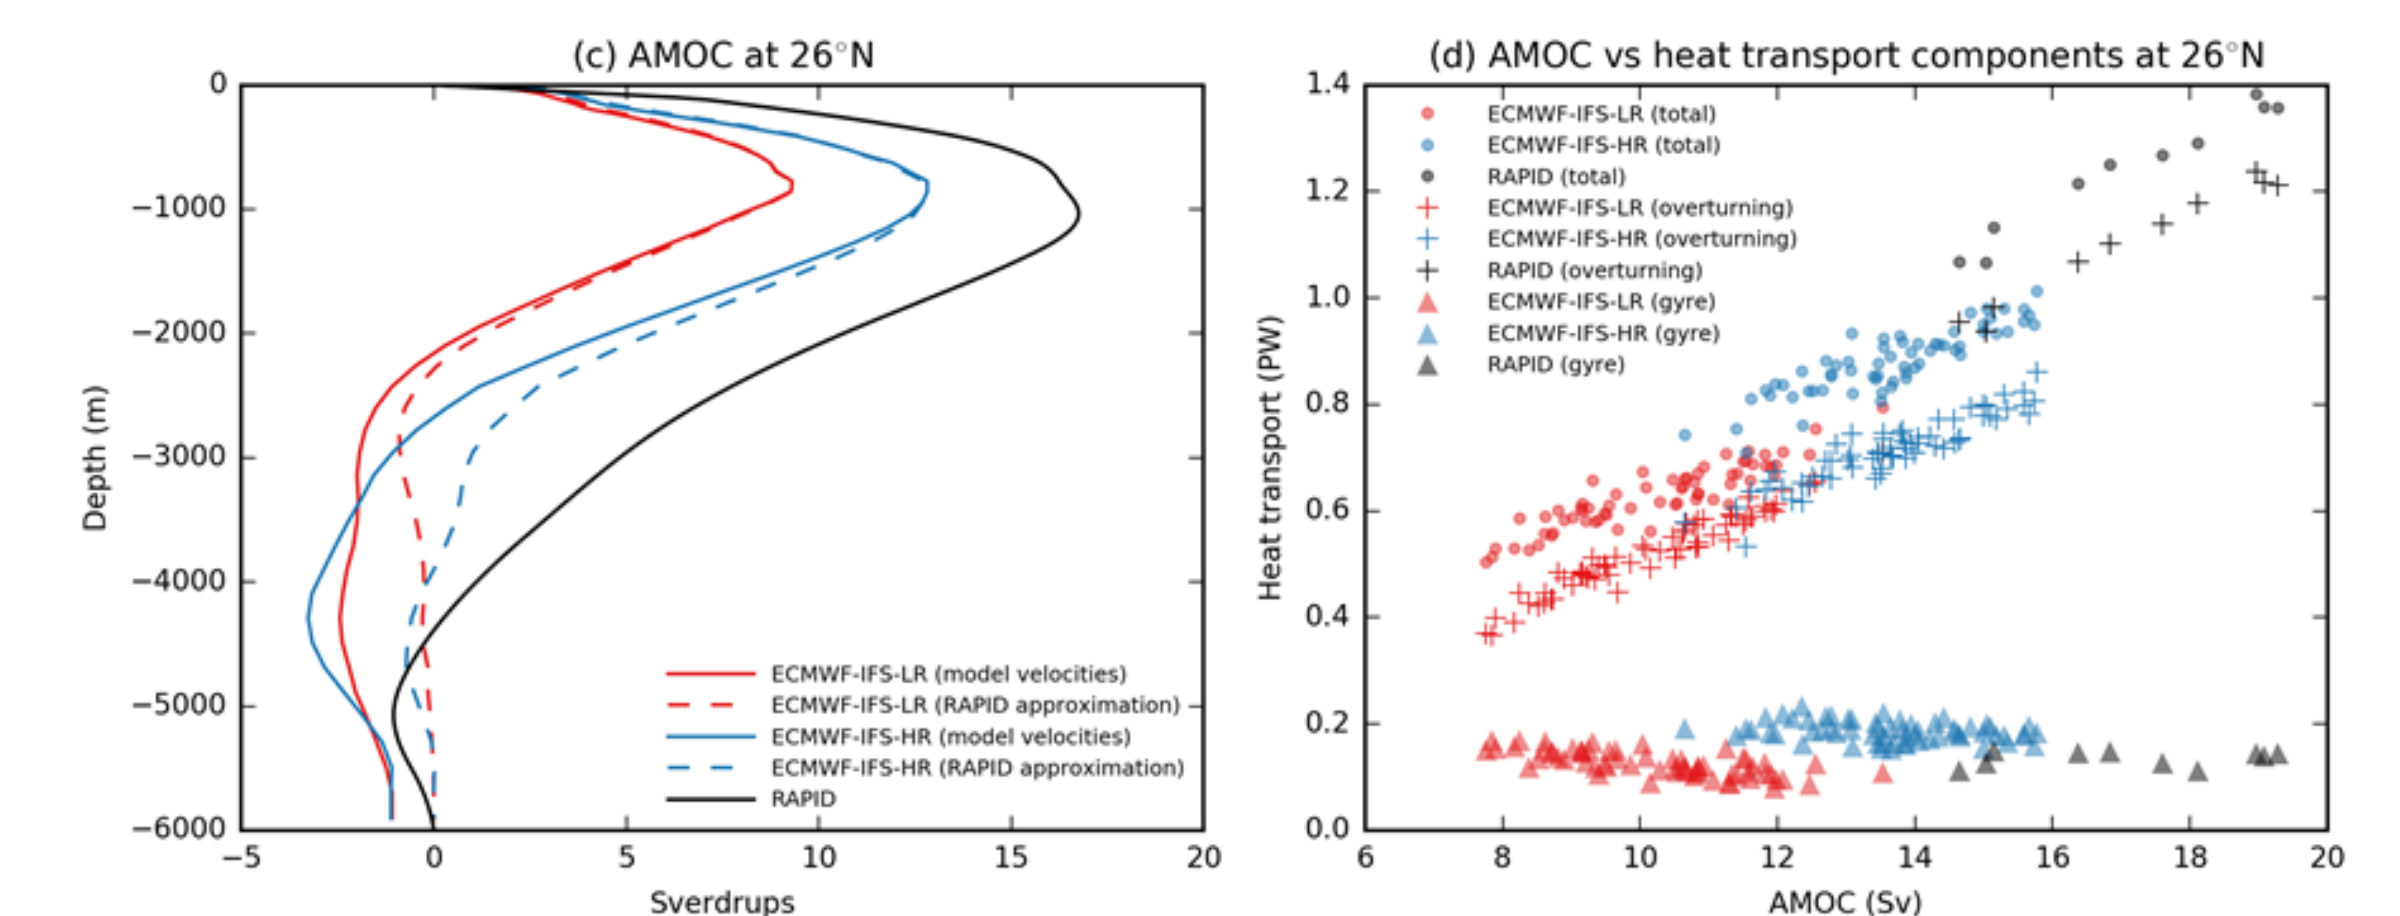 (c) AMOC at 26°N
0
−1000
−2000
−3000
−4000
−5000
−6000
Depth (m)
−5 0 5 10 15 20
Sverdrups
ECMWF-IFS-LR (model velocities)
ECMWF-IFS-LR (RAPID approximation)
ECMWF-IFS-HR (model velocities)
ECMWF-IFS-HR (RAPID approximation)
RAPID
(d) AMOC vs heat transport components at 26°N
1.4
1.2
1.0
0.8
0.6
0.4
0.2
0.0
Heat transport (PW)
6 8 10 12 14 16 18 20
AMOC (Sv)
ECMWF-IFS-LR (total)
ECMWF-IFS-HR (total)
RAPID (total)
ECMWF-IFS-LR (overturning)
ECMWF-IFS-HR (overturning)
RAPID (overturning)
ECMWF-IFS-LR (gyre)
ECMWF-IFS-HR (gyre)
RAPID (gyre)